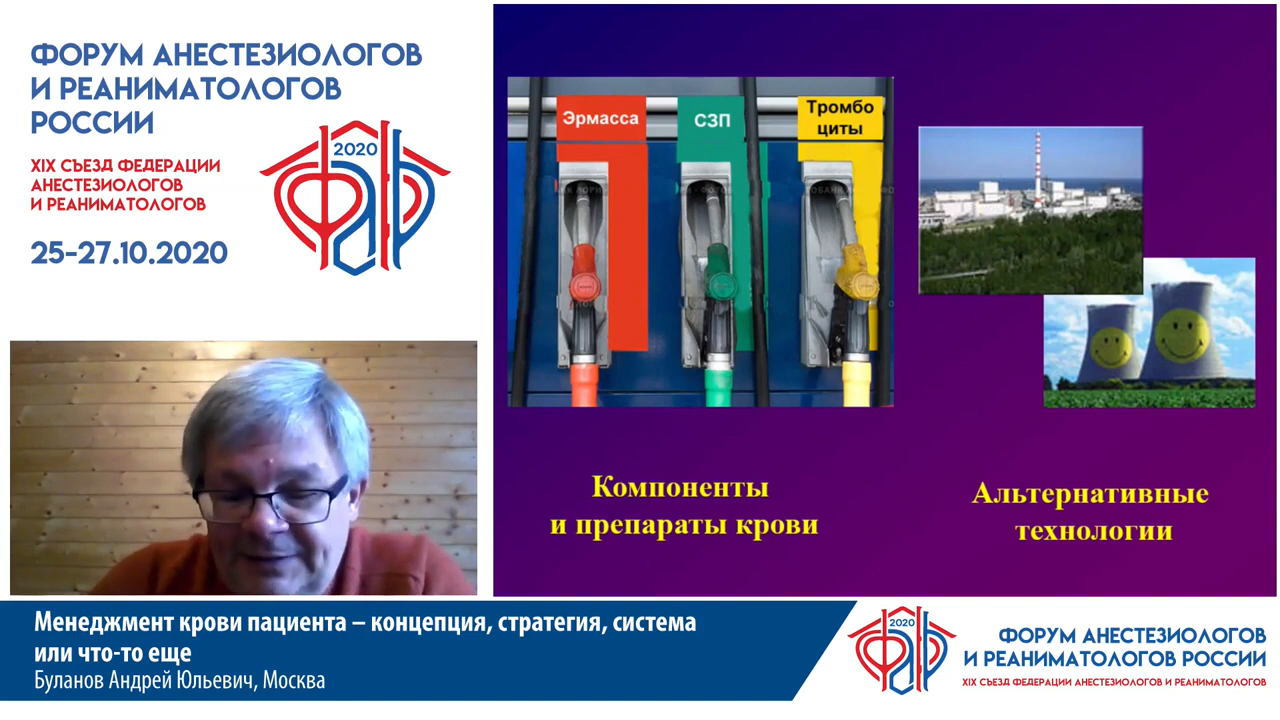 ФОРУМ АНЕСТЕЗИОЛОГОВ
И РЕАНИМАТОЛОГОВ
РОССИИ
XIX СЪЕЗД ФЕДЕРАЦИИ
АНЕСТЕЗИОЛОГОВ
И РЕАНИМАТОЛОГОВ
25-27.10.2020
2020
ФАР
Эрмасса
СЗП
Тромбо
циты
Компоненты
и препараты крови
Альтернативные
технологии
Менеджмент крови пациента – концепция, стратегия, система
или что-то еще
Буланов Андрей Юльевич, Москва
2020
ФАР
ФОРУМ АНЕСТЕЗИОЛОГОВ
И РЕАНИМАТОЛОГОВ РОССИИ
XIX СЪЕЗД ФЕДЕРАЦИИ АНЕСТЕЗИОЛОГОВ И РЕАНИМАТОЛОГОВ